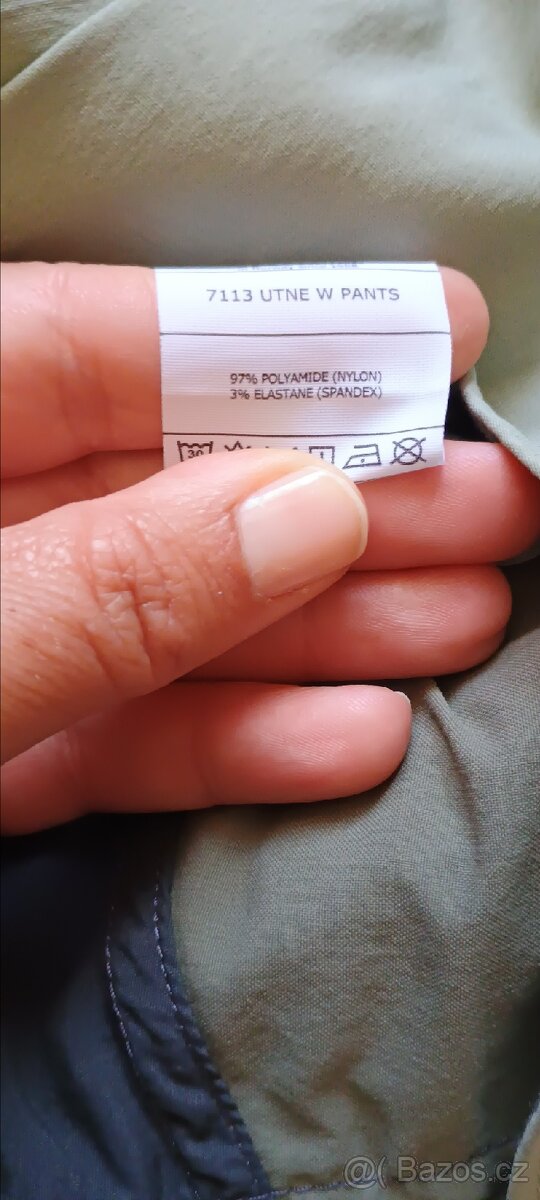 7113 UTNE W PANTS
97% POLYAMIDE (NYLON)
3% ELASTANE (SPANDEX)
30
@( Bazos.cz